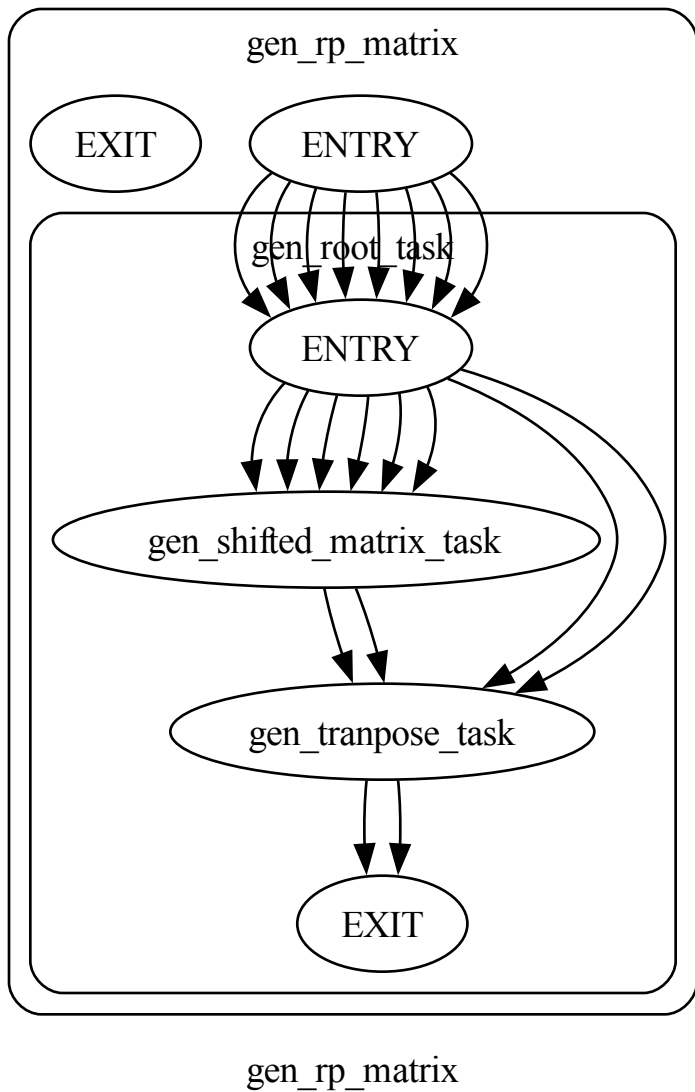 gen_rp_matrix
EXIT
ENTRY
gen_root_task
ENTRY
gen_shifted_matrix_task
gen_tranpose_task
EXIT
gen_rp_matrix